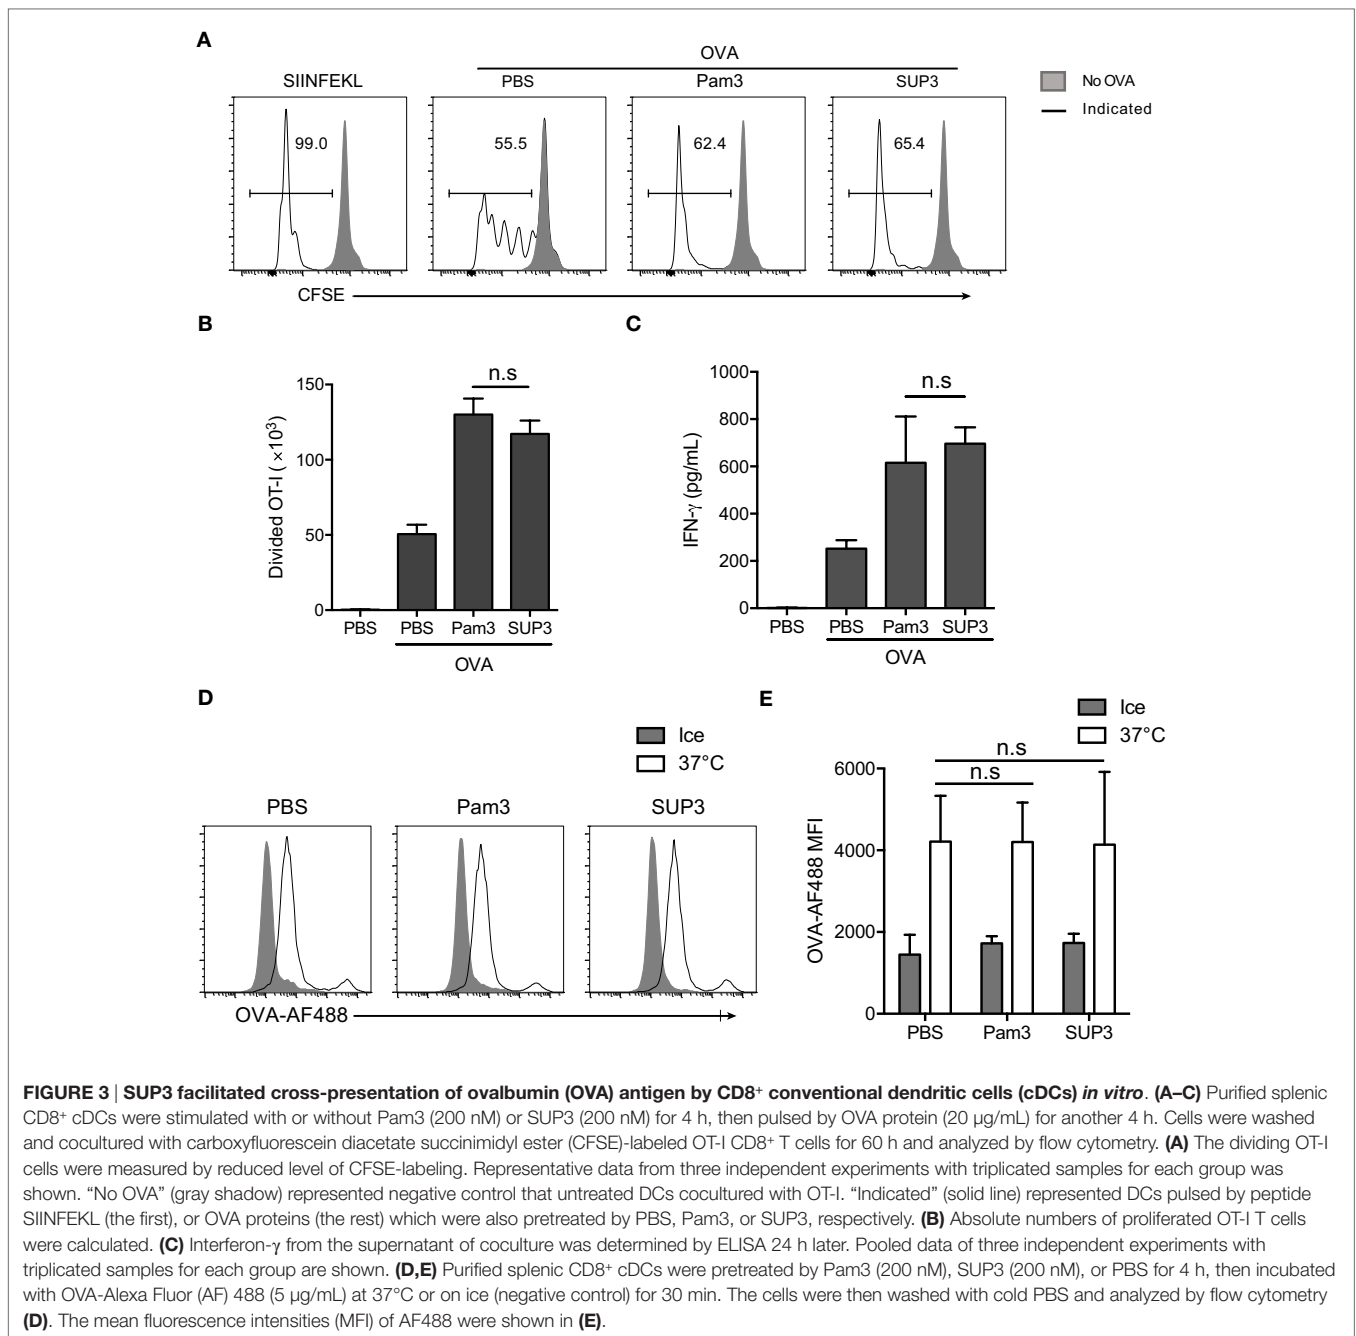 A
OVA
SIINFEKL PBS Pam3 SUP3
No OVA
Indicated
99.0 55.5 62.4 65.4
CFSE
B
n.s
Divided OT-I ( ×10³)
150
100
50
0
PBS PBS Pam3 SUP3
OVA
C
n.s
IFN-γ (pg/mL)
1000
800
600
400
200
0
PBS PBS Pam3 SUP3
OVA
D
Ice
37°C
PBS Pam3 SUP3
OVA-AF488
E
Ice
37°C
n.s
n.s
OVA-AF488 MFI
6000
4000
2000
0
PBS Pam3 SUP3
FIGURE 3 | SUP3 facilitated cross-presentation of ovalbumin (OVA) antigen by CD8⁺ conventional dendritic cells (cDCs) in vitro. (A–C) Purified splenic
CD8⁺ cDCs were stimulated with or without Pam3 (200 nM) or SUP3 (200 nM) for 4 h, then pulsed by OVA protein (20 μg/mL) for another 4 h. Cells were washed
and cocultured with carboxyfluorescein diacetate succinimidyl ester (CFSE)-labeled OT-I CD8⁺ T cells for 60 h and analyzed by flow cytometry. (A) The dividing OT-I
cells were measured by reduced level of CFSE-labeling. Representative data from three independent experiments with triplicated samples for each group was
shown. “No OVA” (gray shadow) represented negative control that untreated DCs cocultured with OT-I. “Indicated” (solid line) represented DCs pulsed by peptide
SIINFEKL (the first), or OVA proteins (the rest) which were also pretreated by PBS, Pam3, or SUP3, respectively. (B) Absolute numbers of proliferated OT-I T cells
were calculated. (C) Interferon-γ from the supernatant of coculture was determined by ELISA 24 h later. Pooled data of three independent experiments with
triplicated samples for each group are shown. (D,E) Purified splenic CD8⁺ cDCs were pretreated by Pam3 (200 nM), SUP3 (200 nM), or PBS for 4 h, then incubated
with OVA-Alexa Fluor (AF) 488 (5 μg/mL) at 37°C or on ice (negative control) for 30 min. The cells were then washed with cold PBS and analyzed by flow cytometry
(D). The mean fluorescence intensities (MFI) of AF488 were shown in (E).